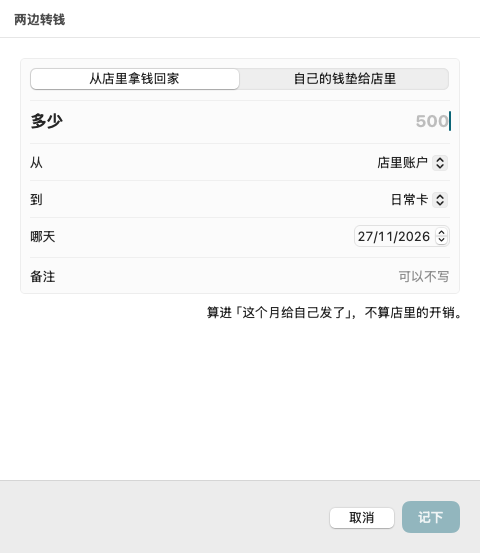 两边转钱
从店里拿钱回家
自己的钱垫给店里
多少
500
从
店里账户
到
日常卡
哪天
27/11/2026
备注
可以不写
算进「这个月给自己发了」，不算店里的开销。
取消
记下